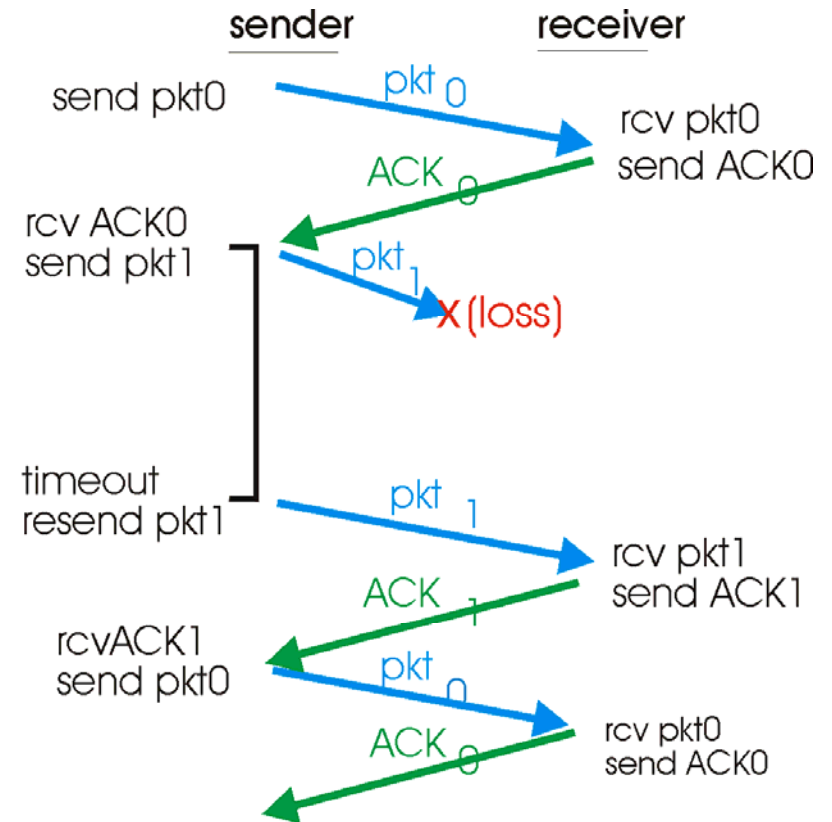 sender
receiver
send pkt0
pkt 0
rcv pkt0
send ACK0
ACK 0
rcv ACK0
send pkt1
pkt 1
X (loss)
timeout
resend pkt1
pkt 1
rcv pkt1
send ACK1
ACK 1
rcvACK1
send pkt0
pkt 0
rcv pkt0
send ACK0
ACK 0